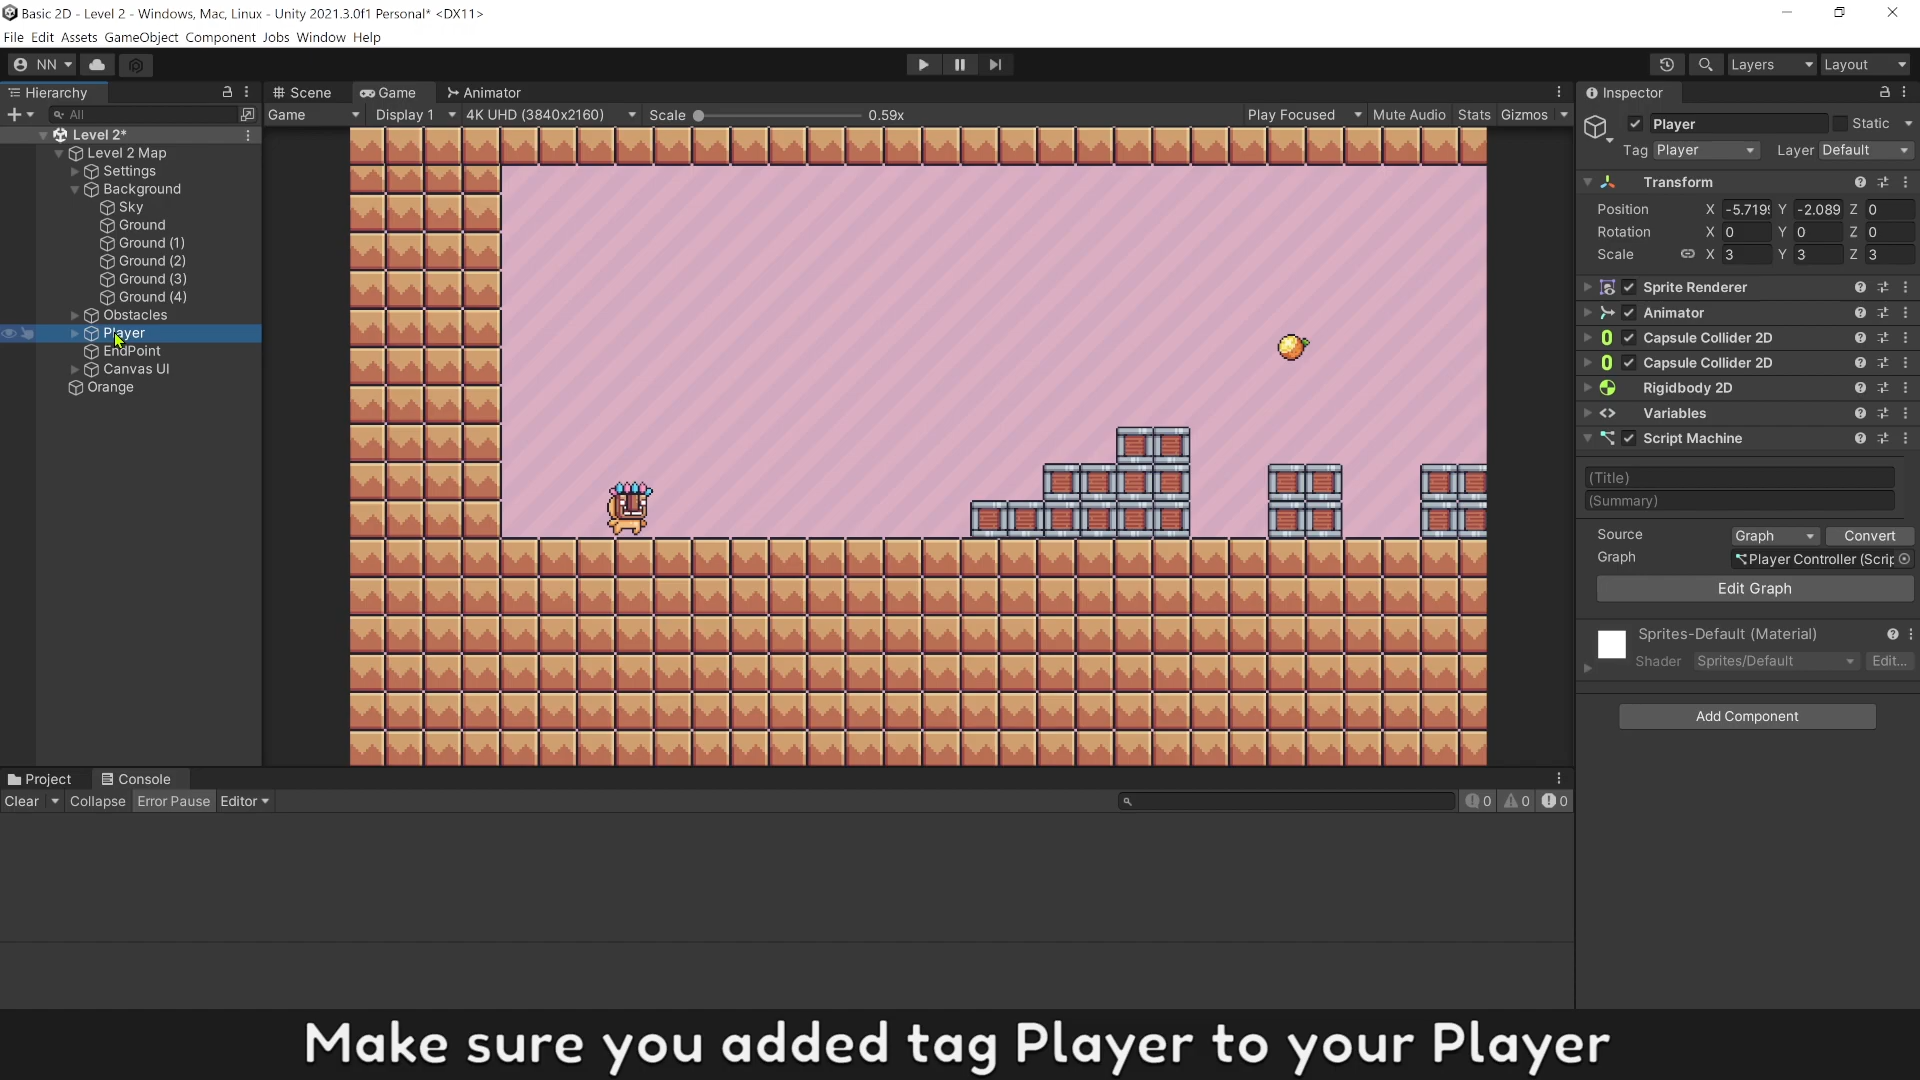 Basic 2D - Level 2 - Windows, Mac, Linux - Unity 2021.3.0f1 Personal* <DX11>
File Edit Assets GameObject Component Jobs Window Help
NN
Layers
Layout
Hierarchy
Scene
Game
Animator
Inspector
All
Game
Display 1
4K UHD (3840x2160)
Scale
0.59x
Play Focused
Mute Audio
Stats
Gizmos
Level 2*
Level 2 Map
Settings
Background
Sky
Ground
Ground (1)
Ground (2)
Ground (3)
Ground (4)
Obstacles
Player
EndPoint
Canvas UI
Orange
Player
Static
Tag Player
Layer Default
Transform
Position X -5.719 Y -2.089 Z 0
Rotation X 0 Y 0 Z 0
Scale X 3 Y 3 Z 3
Sprite Renderer
Animator
Capsule Collider 2D
Capsule Collider 2D
Rigidbody 2D
Variables
Script Machine
(Title)
(Summary)
Source Graph Convert
Graph Player Controller (Scrip
Edit Graph
Sprites-Default (Material)
Shader Sprites/Default Edit...
Add Component
Project
Console
Clear
Collapse
Error Pause
Editor
0
0
0
Make sure you added tag Player to your Player